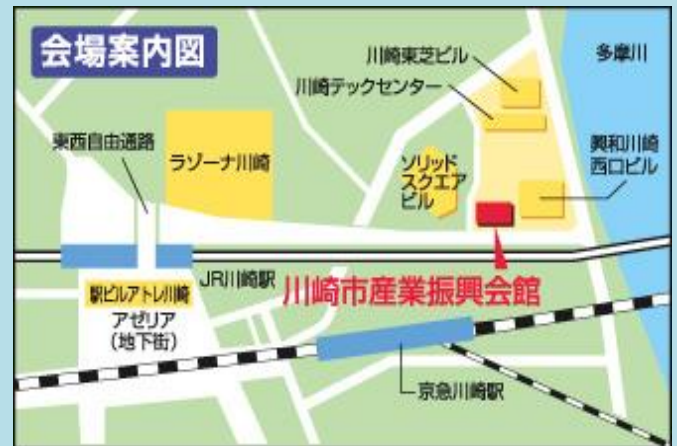 会場案内図
川崎東芝ビル
川崎テックセンター
多摩川
東西自由通路
ラゾーナ川崎
ソリッド
スクエア
ビル
興和川崎
西口ビル
JR川崎駅
川崎市産業振興会館
駅ビルアトレ川崎
アゼリア
(地下街)
京急川崎駅